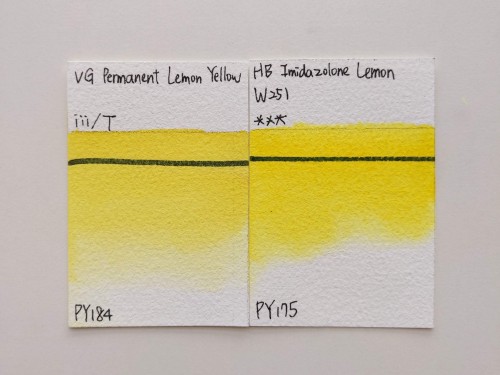 VG Permanent Lemon Yellow
iii/T
PY184
HB Imidazolone Lemon
W251
***
PY175